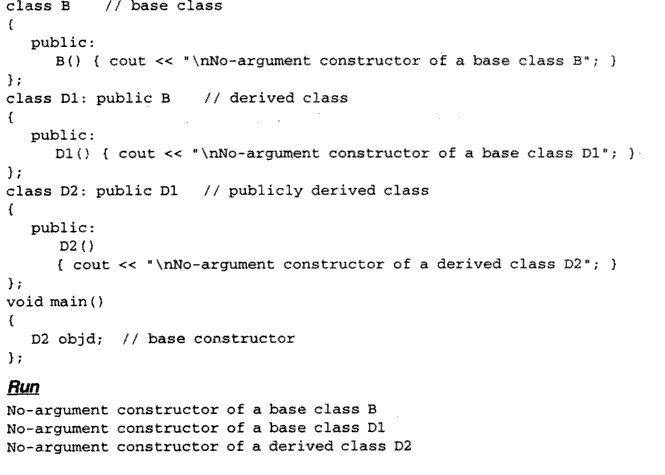 class B    // base class
{
   public:
      B() { cout << "\nNo-argument constructor of a base class B"; }
};
class D1: public B    // derived class
{
   public:
      D1() { cout << "\nNo-argument constructor of a base class D1"; }
};
class D2: public D1   // publicly derived class
{
   public:
      D2()
      { cout << "\nNo-argument constructor of a derived class D2"; }
};
void main()
{
   D2 objd;  // base constructor
};
Run
No-argument constructor of a base class B
No-argument constructor of a base class D1
No-argument constructor of a derived class D2